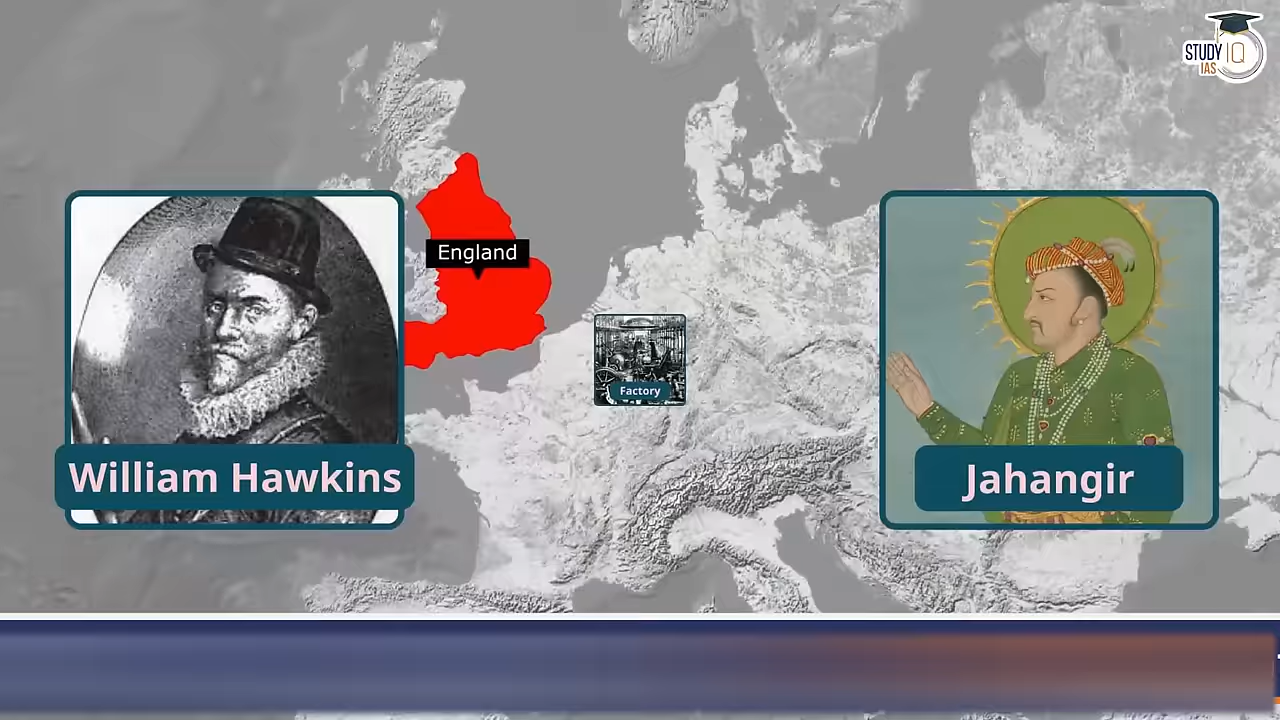 STUDY IQ
IAS
England
Factory
William Hawkins
Jahangir